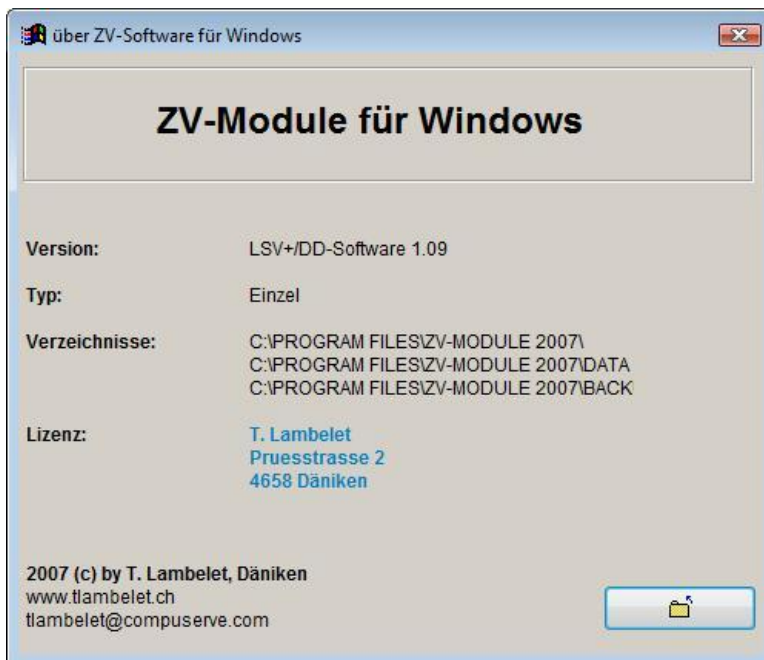 über ZV-Software für Windows
ZV-Module für Windows
Version: LSV+/DD-Software 1.09
Typ: Einzel
Verzeichnisse: C:\PROGRAM FILES\ZV-MODULE 2007\
C:\PROGRAM FILES\ZV-MODULE 2007\DATA
C:\PROGRAM FILES\ZV-MODULE 2007\BACK\
Lizenz: T. Lambelet
Pruesstrasse 2
4658 Däniken
2007 (c) by T. Lambelet, Däniken
www.tlambelet.ch
tlambelet@compuserve.com